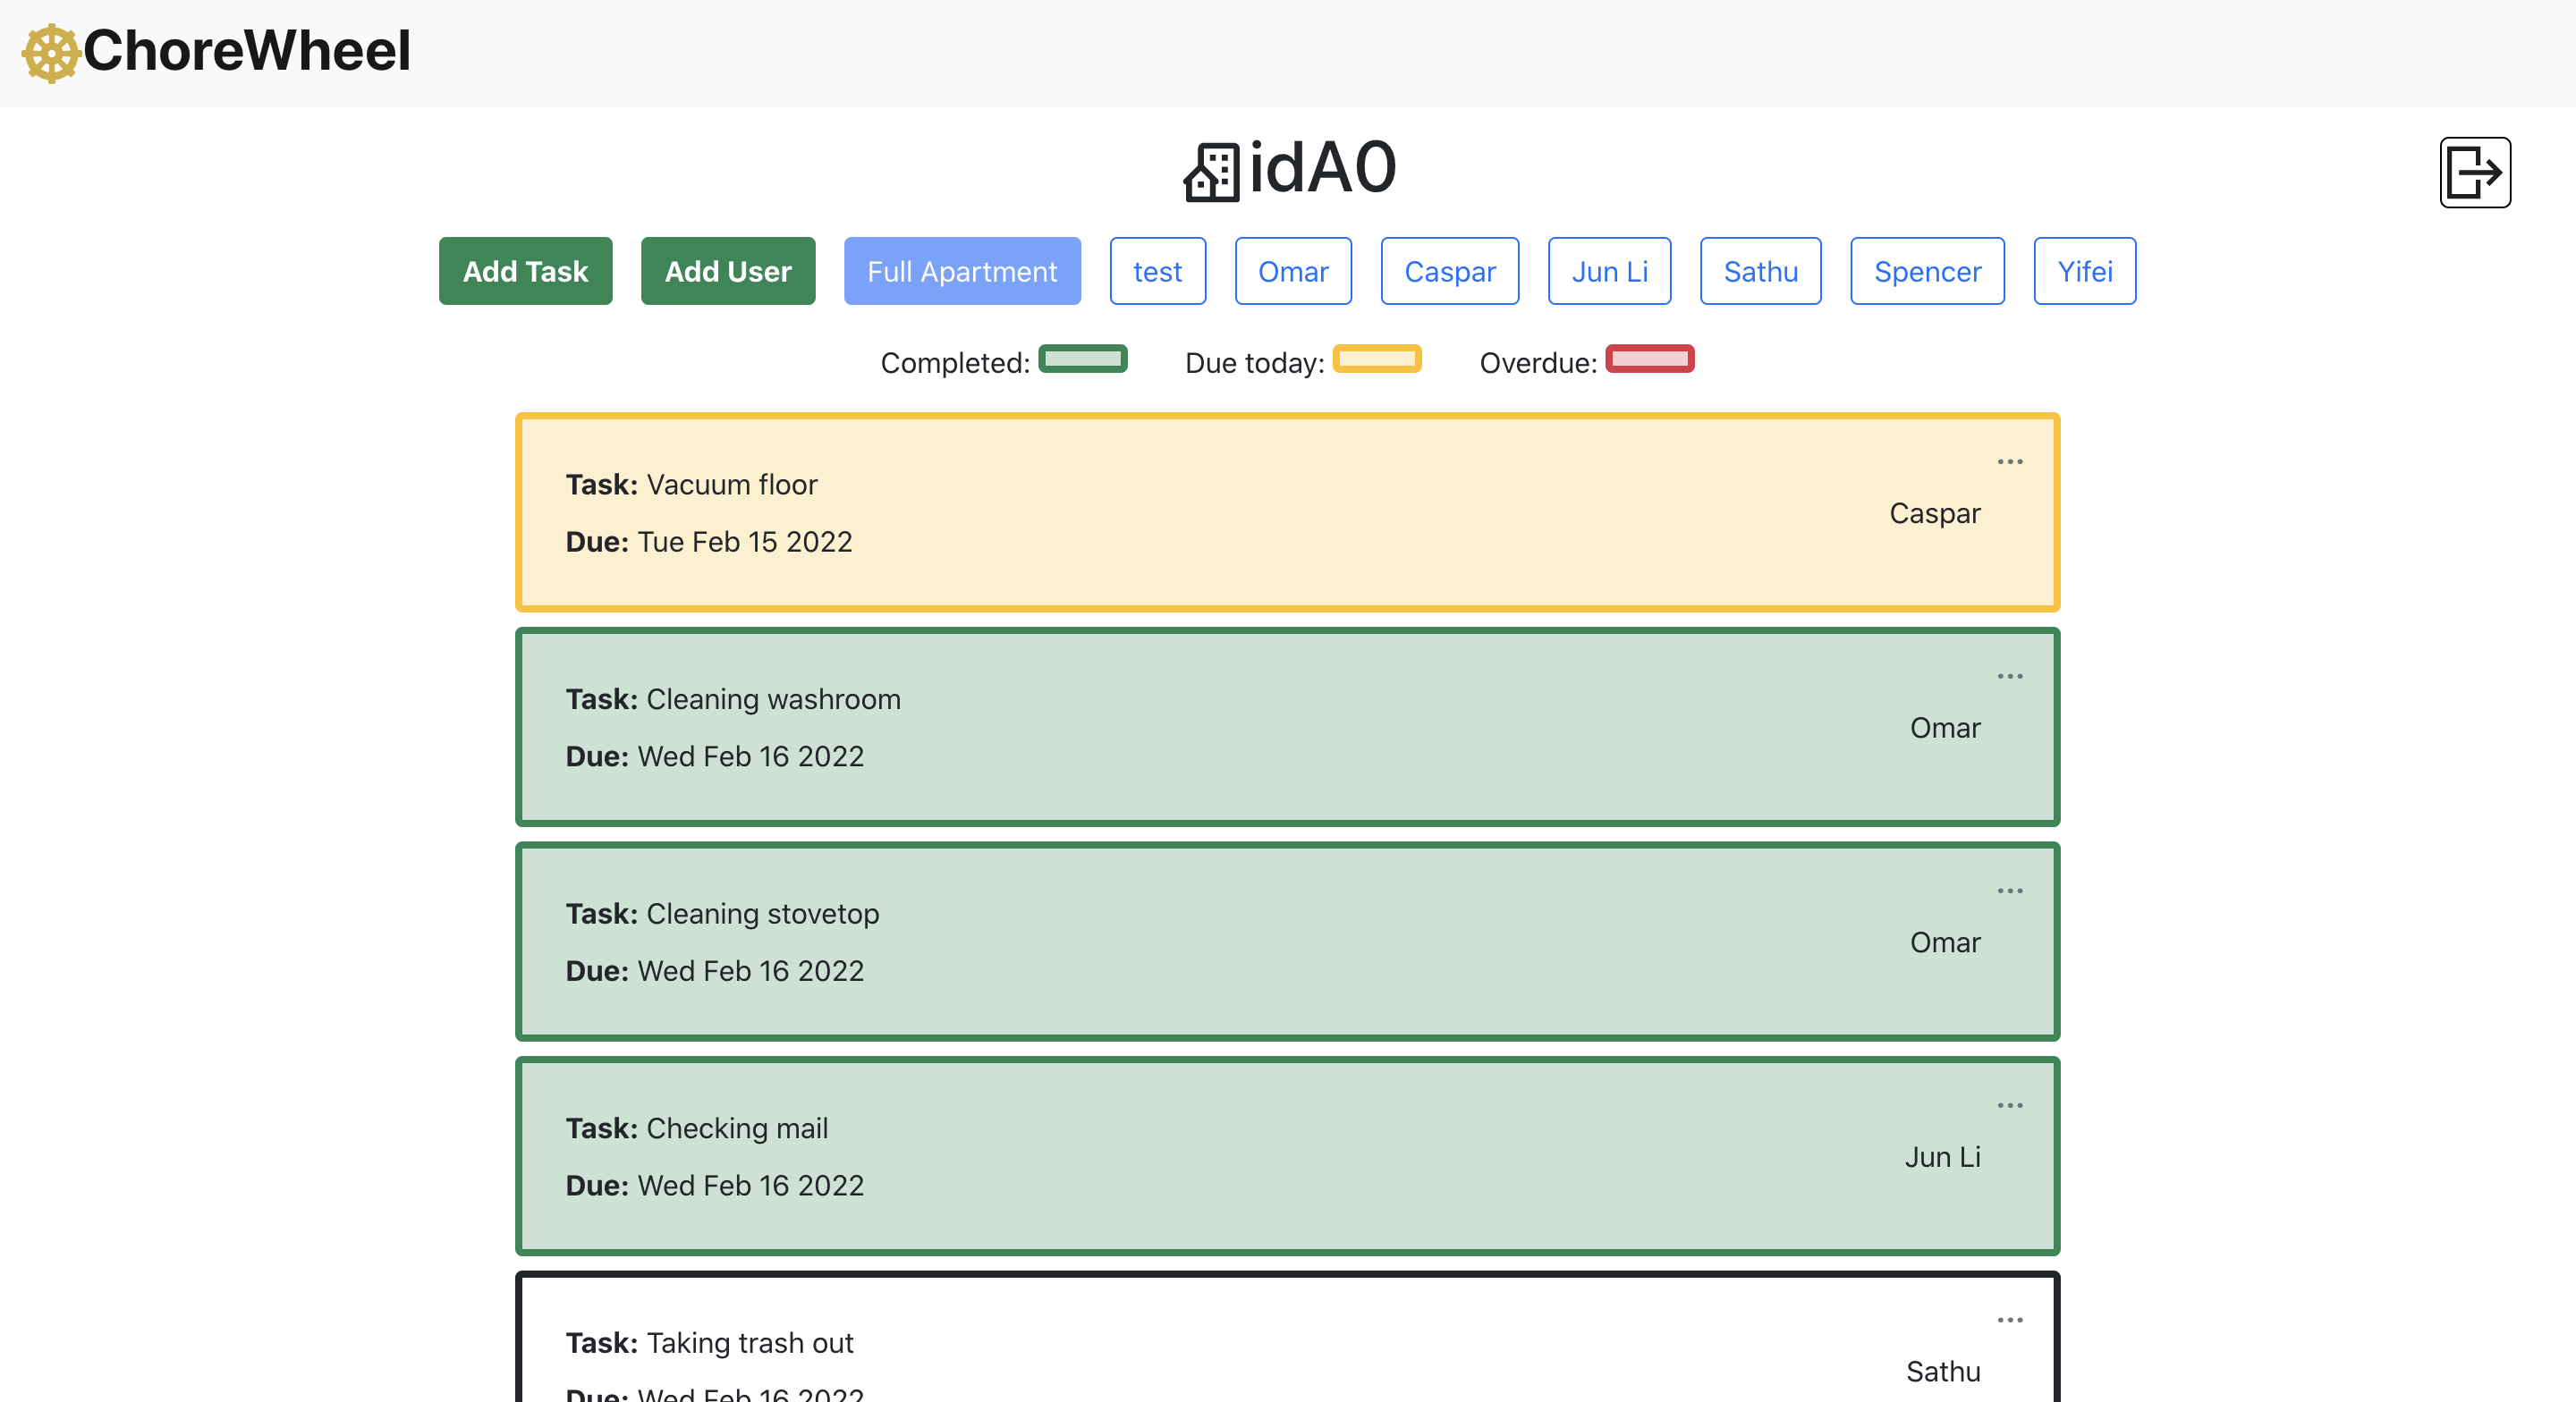 ChoreWheel
idA0
Add Task Add User Full Apartment test Omar Caspar Jun Li Sathu Spencer Yifei
Completed: Due today: Overdue:
...
Task: Vacuum floor
Caspar
Due: Tue Feb 15 2022
...
Task: Cleaning washroom
Omar
Due: Wed Feb 16 2022
...
Task: Cleaning stovetop
Omar
Due: Wed Feb 16 2022
...
Task: Checking mail
Jun Li
Due: Wed Feb 16 2022
...
Task: Taking trash out
Sathu
Due: Wed Feb 16 2022